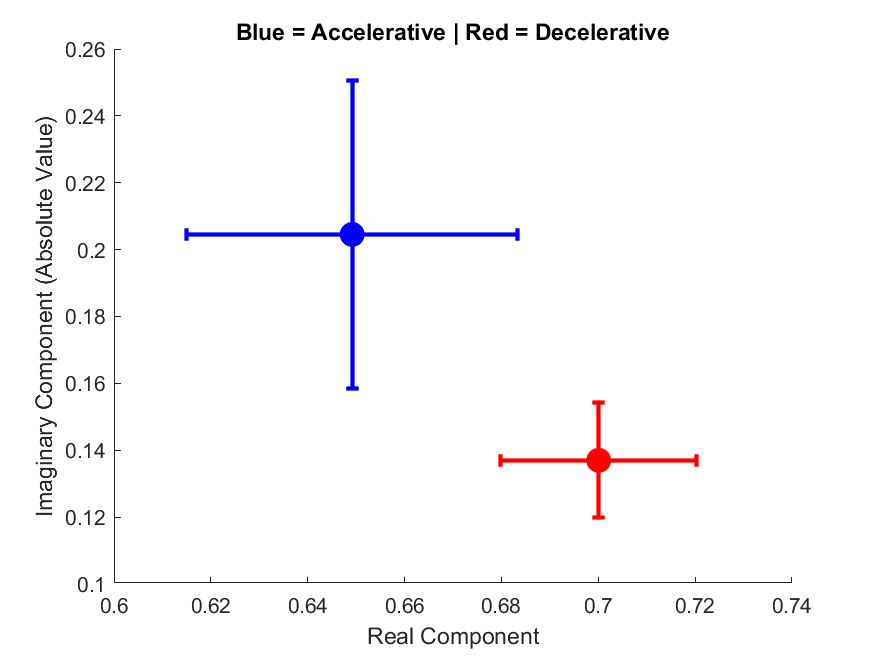 Blue = Accelerative | Red = Decelerative
0.26
0.24
0.22
0.2
0.18
0.16
0.14
0.12
0.1
Imaginary Component (Absolute Value)
0.6 0.62 0.64 0.66 0.68 0.7 0.72 0.74
Real Component